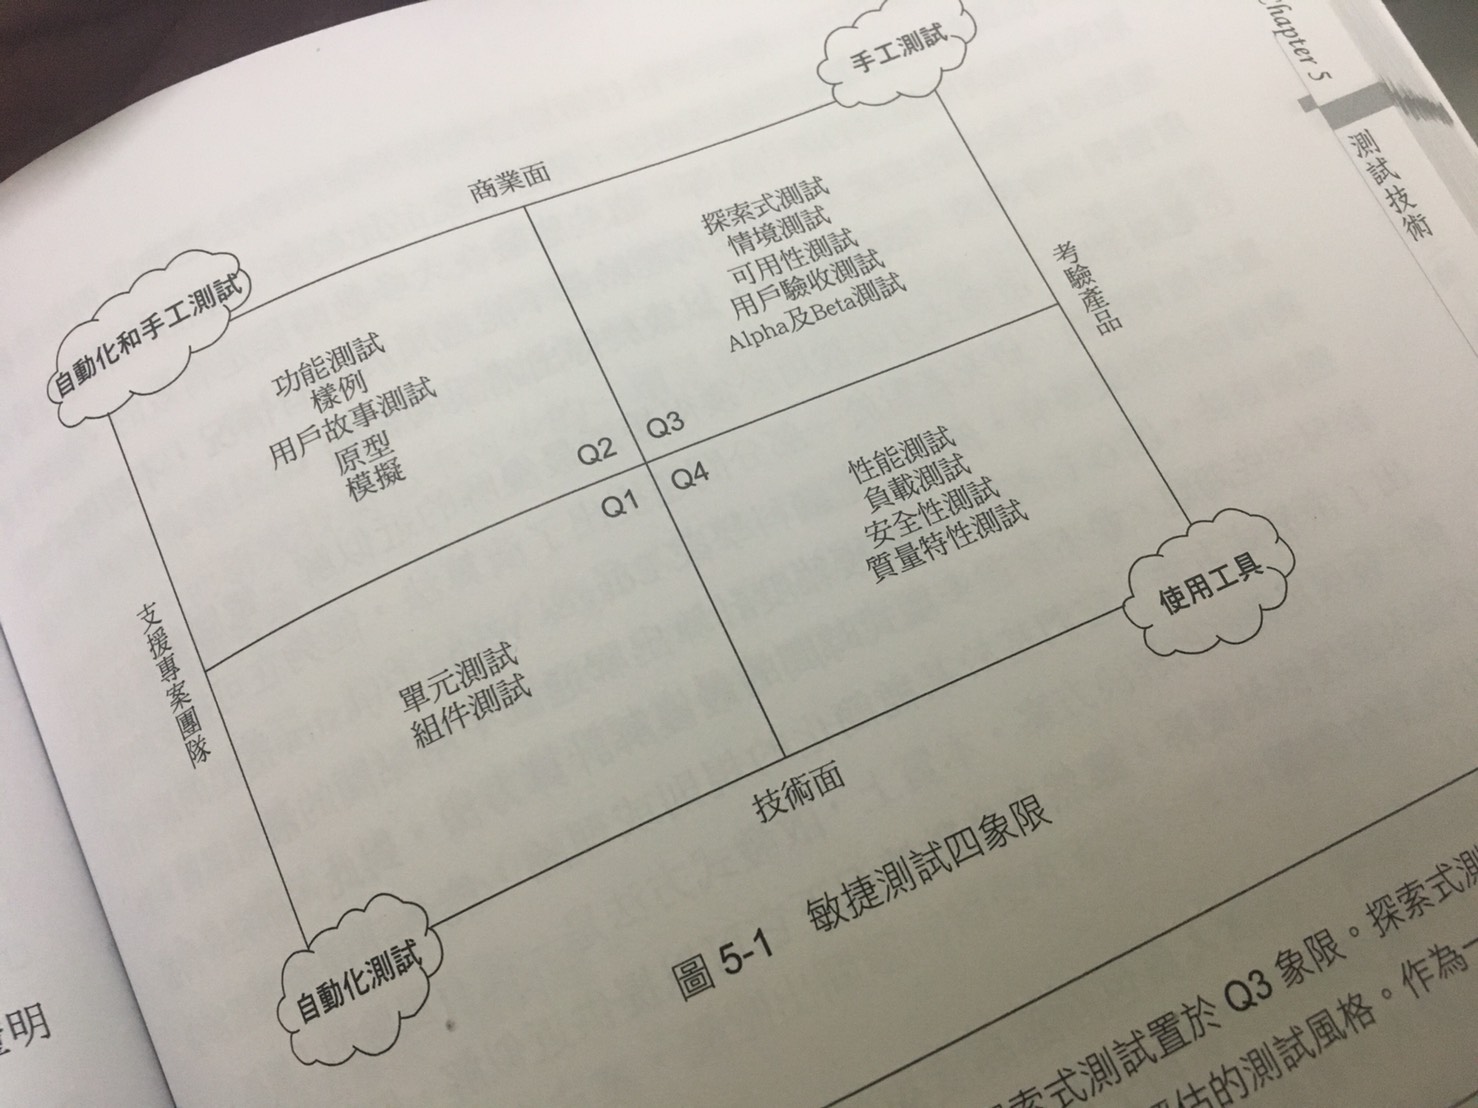 Chapter 5
測試技術
手工測試
商業面
自動化和手工測試
功能測試
樣例
用戶故事測試
原型
模擬
Q2
探索式測試
情境測試
可用性測試
用戶驗收測試
Alpha及Beta測試
Q3
考驗產品
支援專案團隊
Q1
單元測試
組件測試
Q4
性能測試
負載測試
安全性測試
質量特性測試
使用工具
技術面
自動化測試
圖 5-1 敏捷測試四象限
索式測試置於 Q3 象限。探索式測
估的測試風格。作為一
明